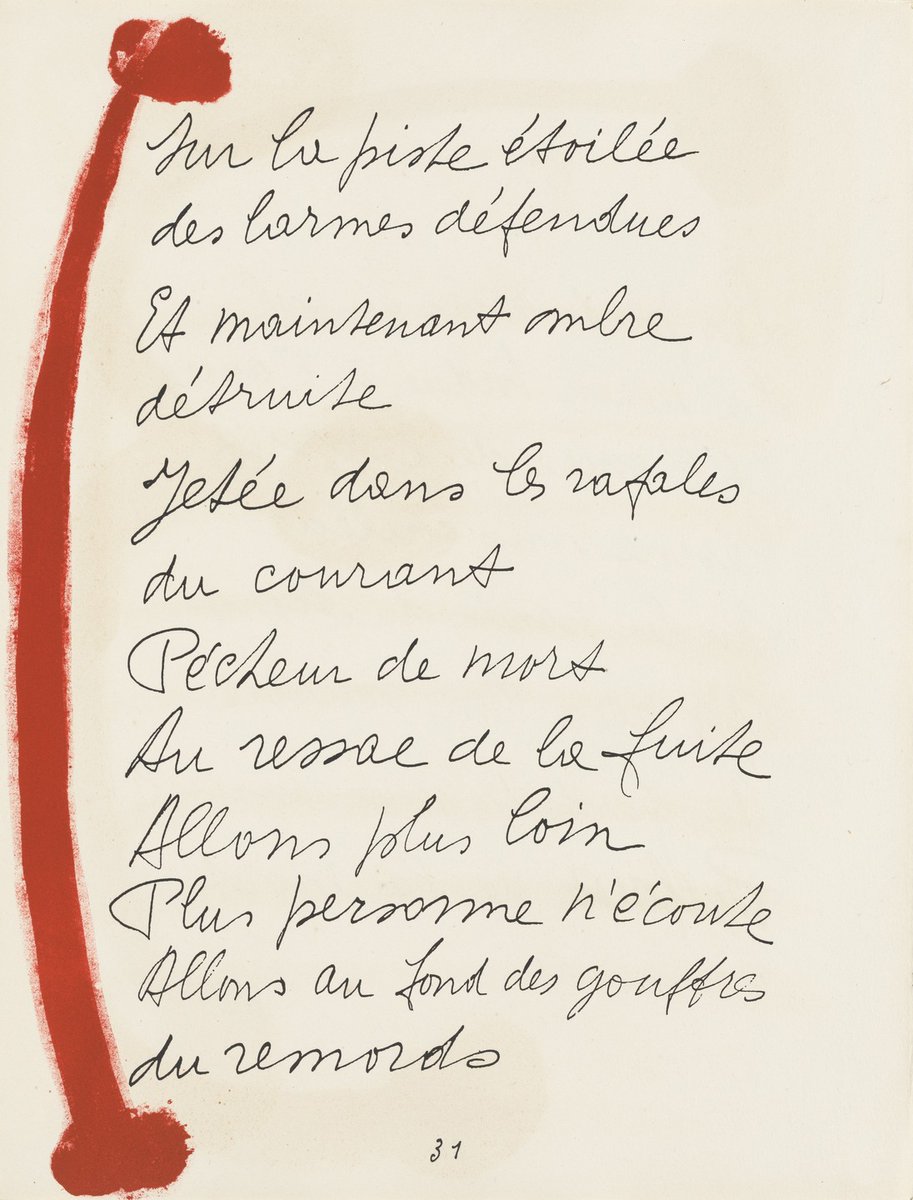 Sur la piste étoilée
des larmes défendues
Et maintenant ombre
détruite
Jetée dans les rafales
du courant
Pécheur de mort
Au ressac de la fuite
Allons plus loin
Plus personne n'écoute
Allons au fond des gouffres
du remords
31